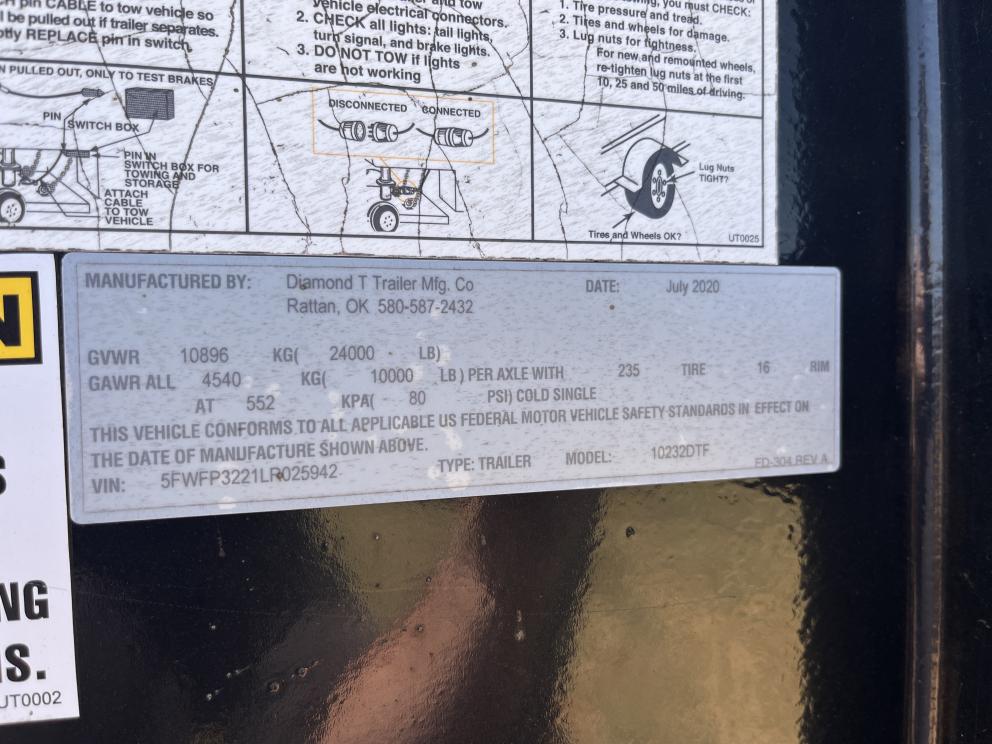 pin CABLE to tow vehicle so
pulled out if trailer separates.
REPLACE pin in switch.
and tow
vehicle electrical connectors.
2. CHECK all lights: tail lights,
turn signal, and brake lights.
3. DO NOT TOW if lights
are not working
you must CHECK:
1. Tire pressure and tread.
2. Tires and wheels for damage.
3. Lug nuts for tightness.
For new and remounted wheels,
re-tighten lug nuts at the first
10, 25 and 50 miles of driving.
PULLED OUT, ONLY TO TEST BRAKES
PIN
SWITCH BOX
PIN IN
SWITCH BOX FOR
TOWING AND
STORAGE
ATTACH
CABLE
TO TOW
VEHICLE
DISCONNECTED CONNECTED
Lug Nuts
TIGHT?
Tires and Wheels OK?
UT0025
MANUFACTURED BY: Diamond T Trailer Mfg. Co DATE: July 2020
Rattan, OK 580-587-2432
GVWR 10896 KG( 24000 LB)
GAWR ALL 4540 KG( 10000 LB ) PER AXLE WITH 235 TIRE 16 RIM
AT 552 KPA( 80 PSI) COLD SINGLE
THIS VEHICLE CONFORMS TO ALL APPLICABLE US FEDERAL MOTOR VEHICLE SAFETY STANDARDS IN EFFECT ON
THE DATE OF MANUFACTURE SHOWN ABOVE.
VIN: 5FWFP3221LR025942 TYPE: TRAILER MODEL: 10232DTF
FD-304 REV A
N
S
NG
IS.
UT0002